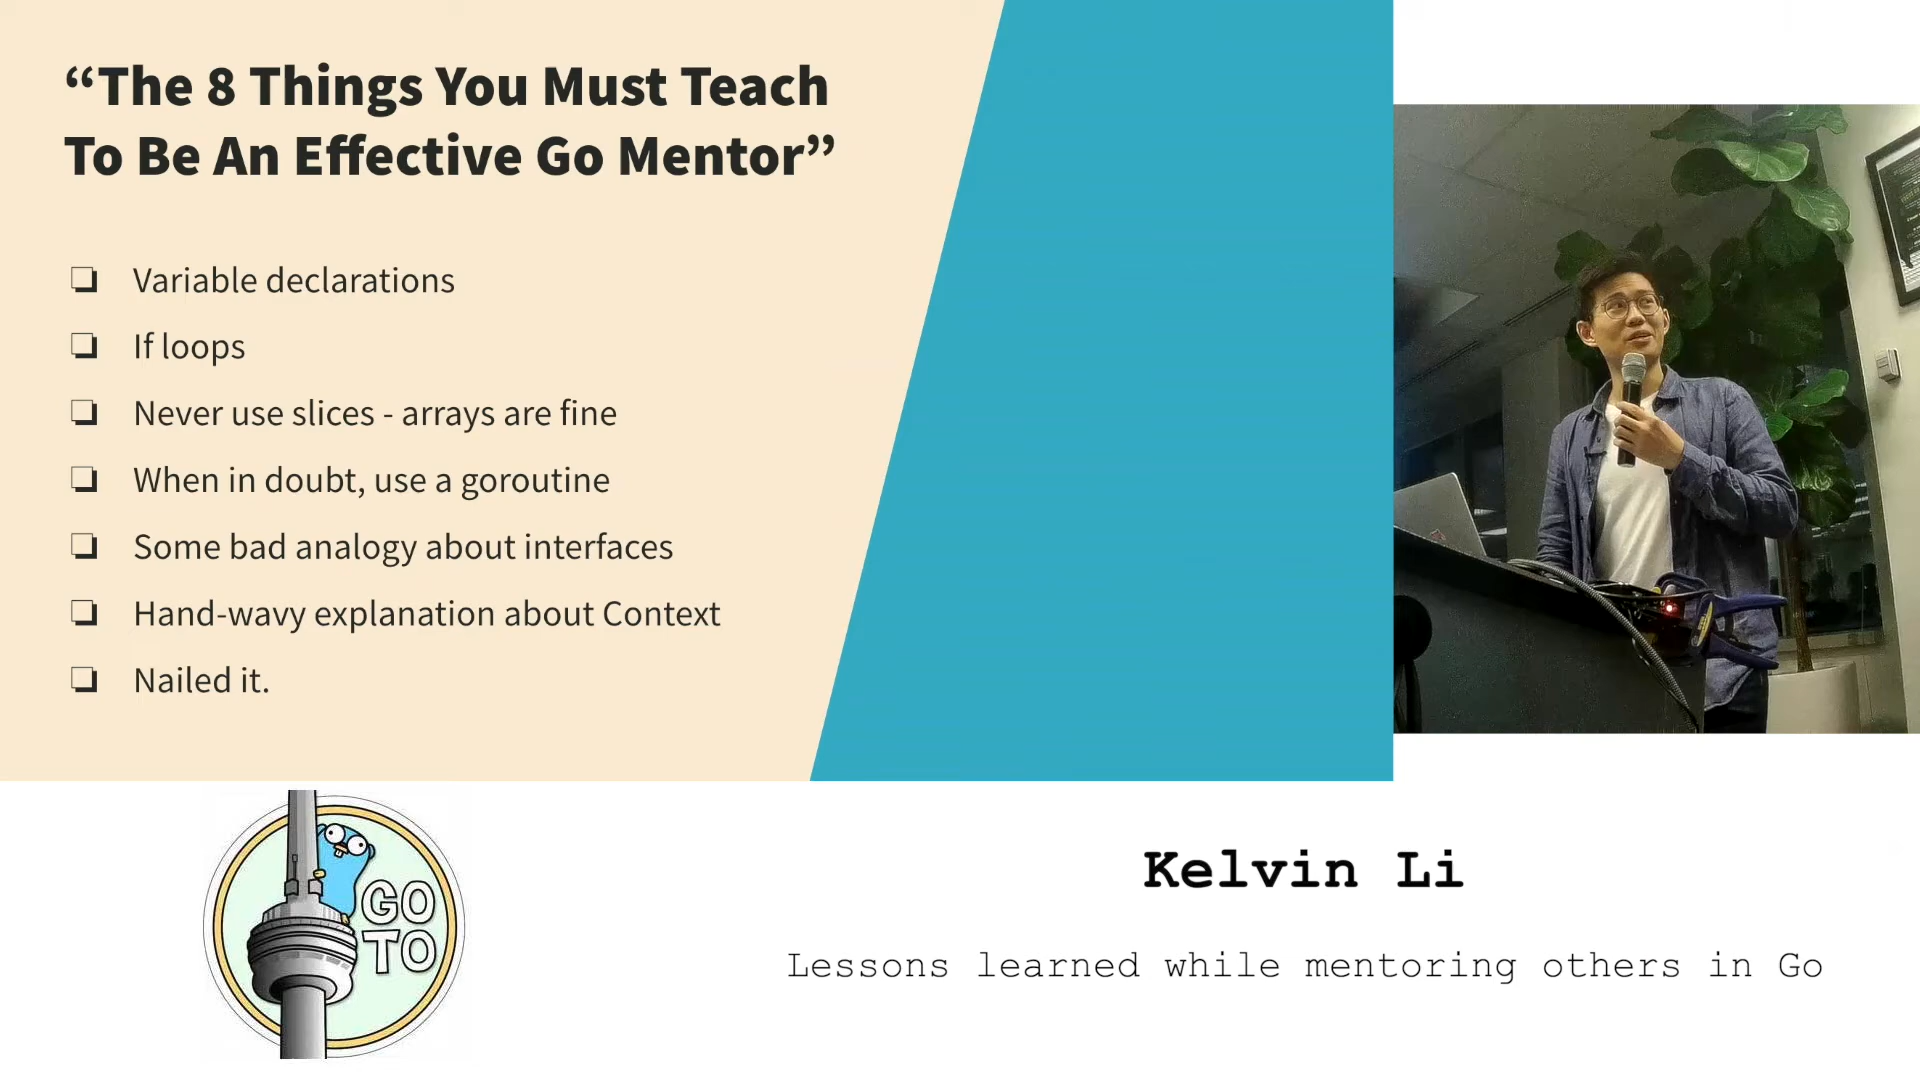 “The 8 Things You Must Teach
To Be An Effective Go Mentor”
❏ Variable declarations
❏ If loops
❏ Never use slices - arrays are fine
❏ When in doubt, use a goroutine
❏ Some bad analogy about interfaces
❏ Hand-wavy explanation about Context
❏ Nailed it.
GO
TO
Kelvin Li
Lessons learned while mentoring others in Go